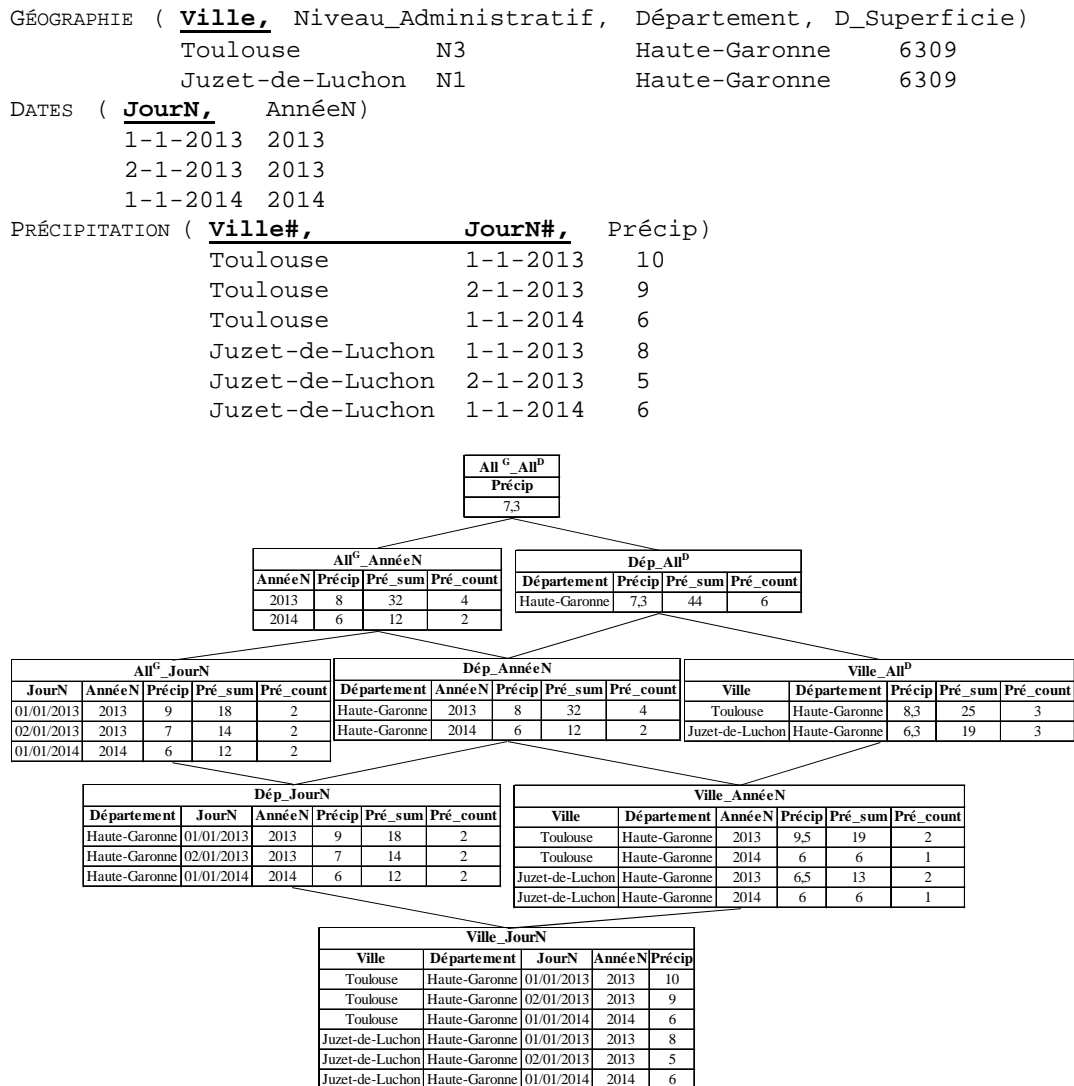 GÉOGRAPHIE ( Ville, Niveau_Administratif, Département, D_Superficie)
Toulouse N3 Haute-Garonne 6309
Juzet-de-Luchon N1 Haute-Garonne 6309
DATES ( JourN, AnnéeN)
1-1-2013 2013
2-1-2013 2013
1-1-2014 2014
PRÉCIPITATION ( Ville#, JourN#, Précip)
Toulouse 1-1-2013 10
Toulouse 2-1-2013 9
Toulouse 1-1-2014 6
Juzet-de-Luchon 1-1-2013 8
Juzet-de-Luchon 2-1-2013 5
Juzet-de-Luchon 1-1-2014 6
All G_AllD
Précip
7,3
AllG_AnnéeN
AnnéeN Précip Pré_sum Pré_count
2013 8 32 4
2014 6 12 2
Dép_AllD
Département Précip Pré_sum Pré_count
Haute-Garonne 7,3 44 6
AllG_JourN
JourN AnnéeN Précip Pré_sum Pré_count
01/01/2013 2013 9 18 2
02/01/2013 2013 7 14 2
01/01/2014 2014 6 12 2
Dép_AnnéeN
Département AnnéeN Précip Pré_sum Pré_count
Haute-Garonne 2013 8 32 4
Haute-Garonne 2014 6 12 2
Ville_AllD
Ville Département Précip Pré_sum Pré_count
Toulouse Haute-Garonne 8,3 25 3
Juzet-de-Luchon Haute-Garonne 6,3 19 3
Dép_JourN
Département JourN AnnéeN Précip Pré_sum Pré_count
Haute-Garonne 01/01/2013 2013 9 18 2
Haute-Garonne 02/01/2013 2013 7 14 2
Haute-Garonne 01/01/2014 2014 6 12 2
Ville_AnnéeN
Ville Département AnnéeN Précip Pré_sum Pré_count
Toulouse Haute-Garonne 2013 9,5 19 2
Toulouse Haute-Garonne 2014 6 6 1
Juzet-de-Luchon Haute-Garonne 2013 6,5 13 2
Juzet-de-Luchon Haute-Garonne 2014 6 6 1
Ville_JourN
Ville Département JourN AnnéeN Précip
Toulouse Haute-Garonne 01/01/2013 2013 10
Toulouse Haute-Garonne 02/01/2013 2013 9
Toulouse Haute-Garonne 01/01/2014 2014 6
Juzet-de-Luchon Haute-Garonne 01/01/2013 2013 8
Juzet-de-Luchon Haute-Garonne 02/01/2013 2013 5
Juzet-de-Luchon Haute-Garonne 01/01/2014 2014 6